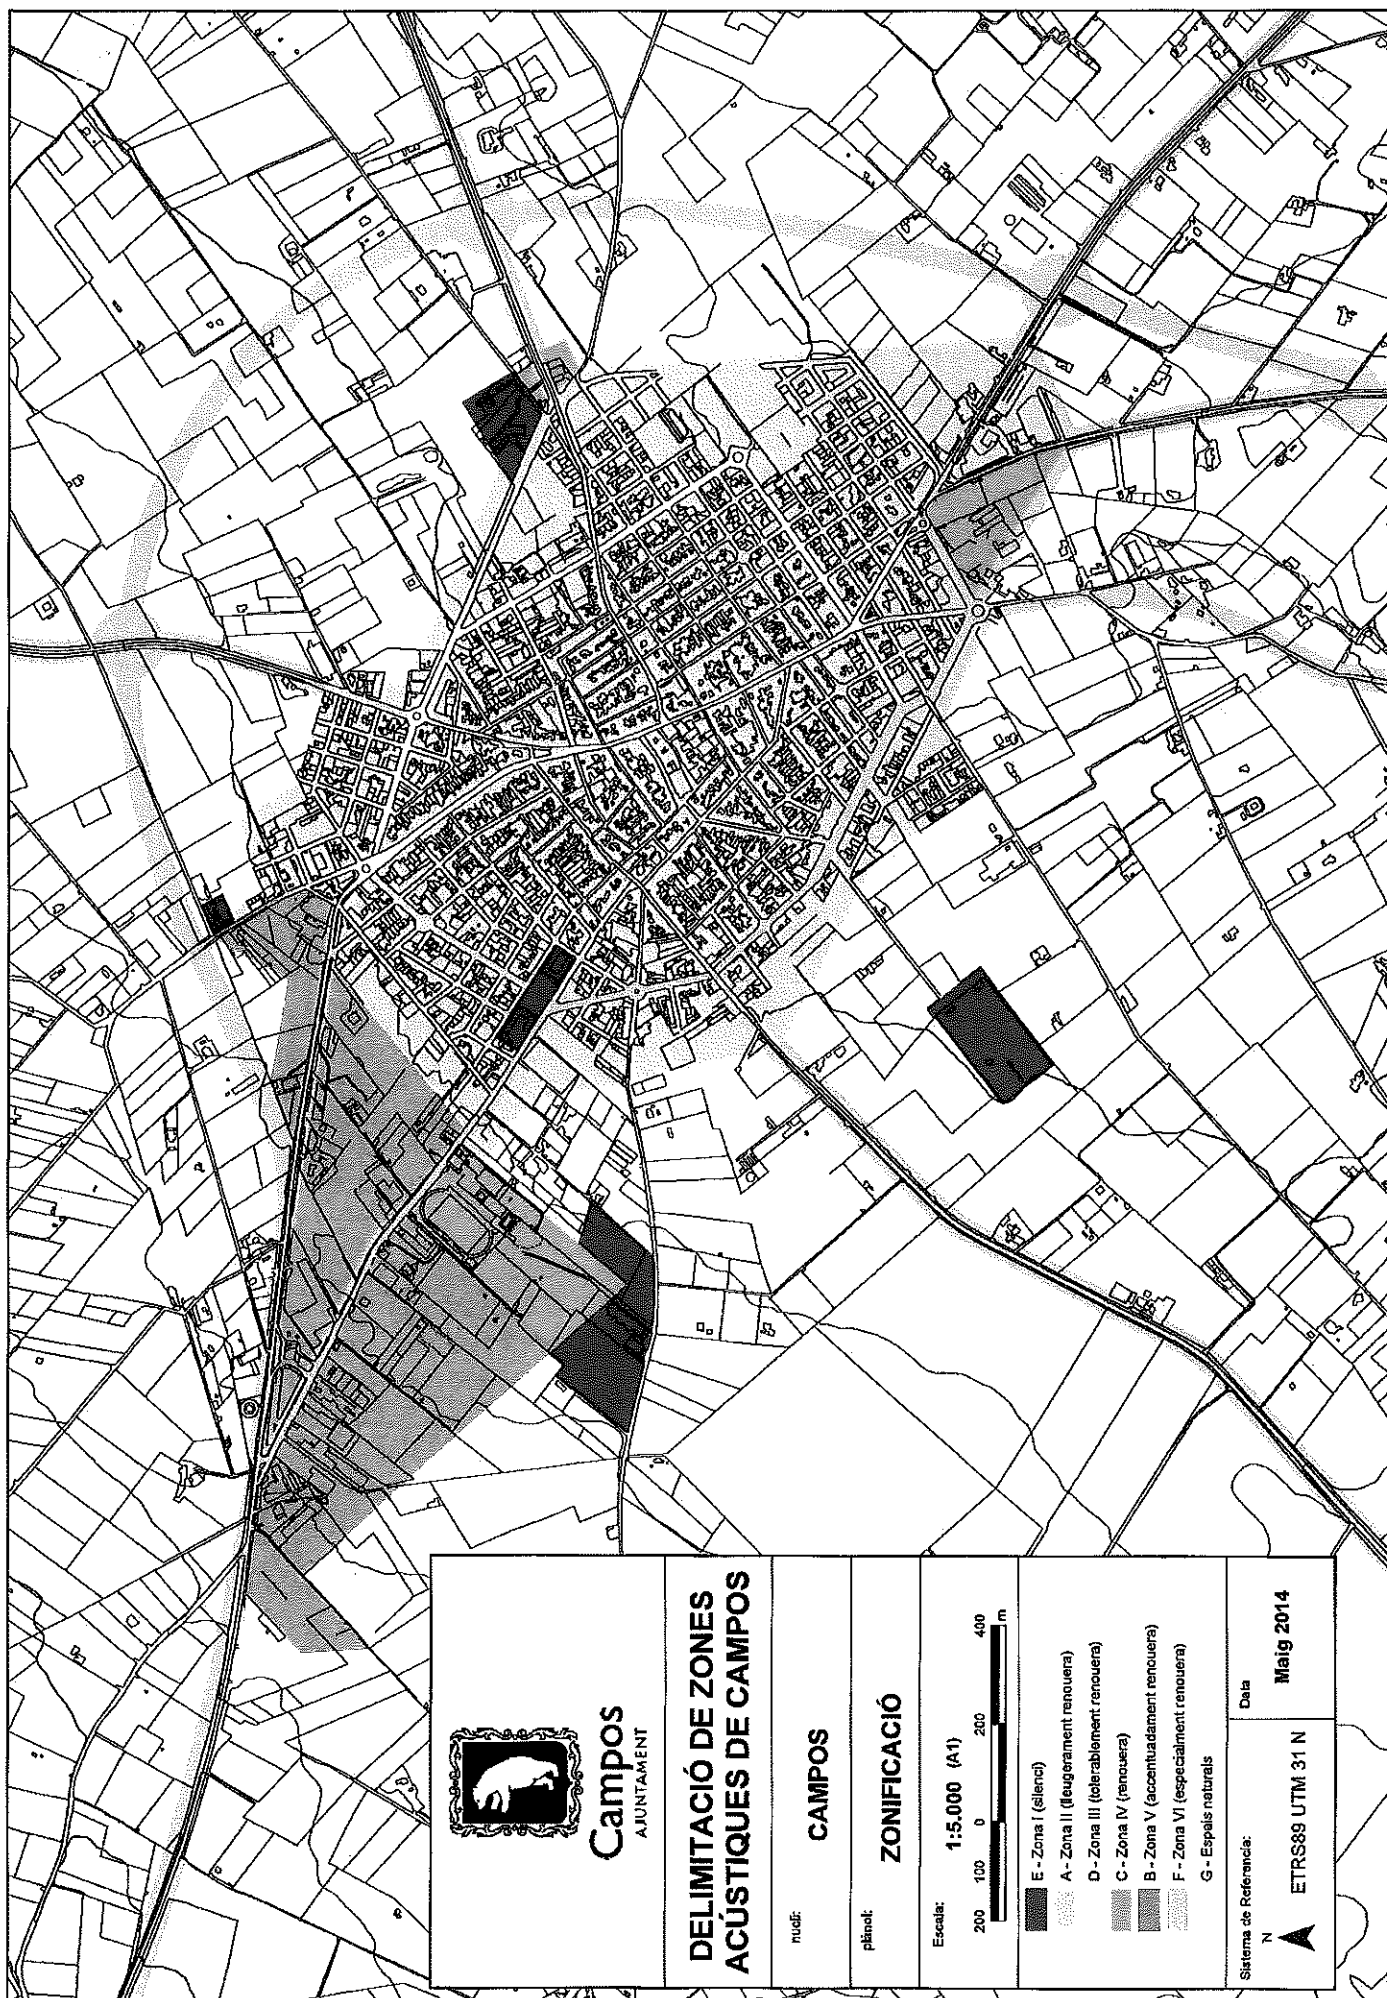 Campos
AJUNTAMENT
DELIMITACIÓ DE ZONES
ACÚSTIQUES DE CAMPOS
nucli:
CAMPOS
plànol:
ZONIFICACIÓ
Escala:
1:5.000 (A1)
200 100 0 200 400
m
E - Zona I (silenci)
A - Zona II (lleugerament renouera)
D - Zona III (tolerablement renouera)
C - Zona IV (renouera)
B - Zona V (accentuadament renouera)
F - Zona VI (especialment renouera)
G - Espais naturals
Sistema de Referencia:
N
ETRS89 UTM 31 N
Data
Maig 2014